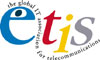 the global IT association
etis
for telecommunications